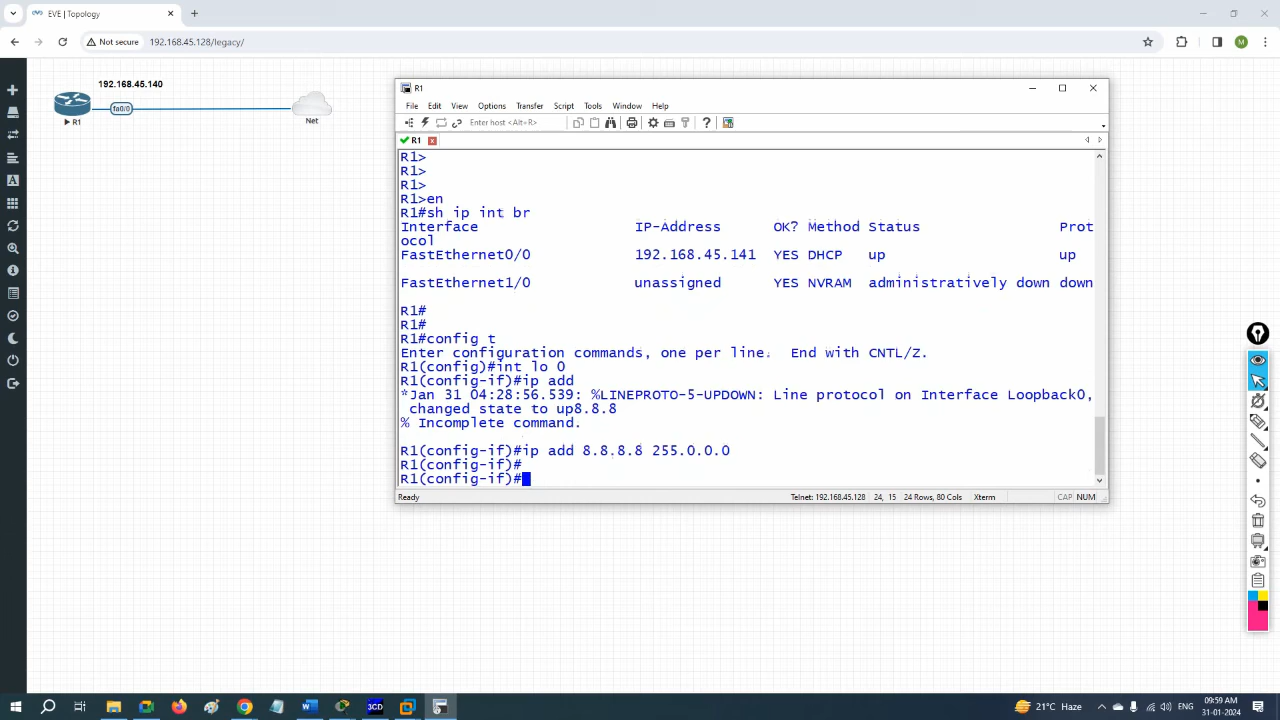 EVE | Topology
Not secure
192.168.45.128/legacy/
M
192.168.45.140
fa0/0
R1
Net
R1
File Edit View Options Transfer Script Tools Window Help
Enter host <Alt+R>
R1
R1>
R1>
R1>
R1>en
R1#sh ip int br
Interface IP-Address OK? Method Status Prot
ocol
FastEthernet0/0 192.168.45.141 YES DHCP up up
FastEthernet1/0 unassigned YES NVRAM administratively down down
R1#
R1#
R1#config t
Enter configuration commands, one per line. End with CNTL/Z.
R1(config)#int lo 0
R1(config-if)#ip add
*Jan 31 04:28:56.539: %LINEPROTO-5-UPDOWN: Line protocol on Interface Loopback0,
changed state to up8.8.8
% Incomplete command.
R1(config-if)#ip add 8.8.8.8 255.0.0.0
R1(config-if)#
R1(config-if)#
Ready Telnet: 192.168.45.128 24, 15 24 Rows, 80 Cols Xterm CAP NUM
W
3CD
21°C Haze
09:59 AM
31-01-2024